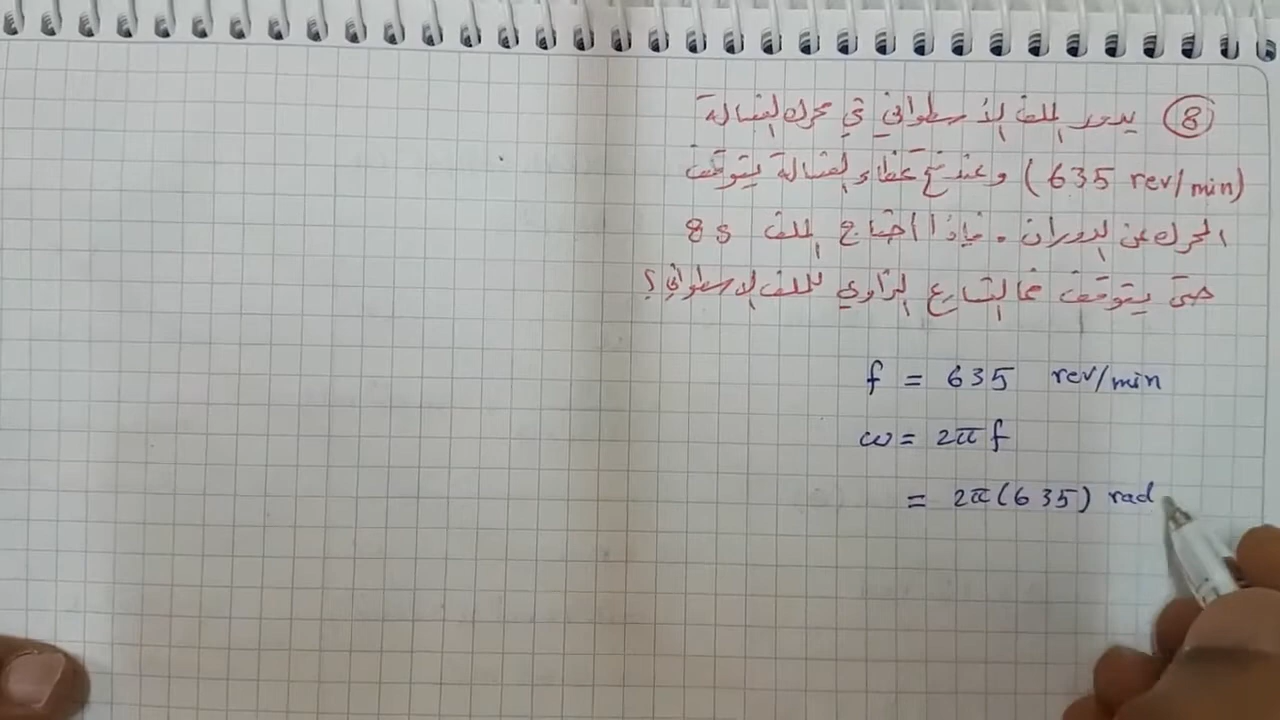 ⑧ يدور الملف الأسطواني في محرك الغسالة
(635 rev/min) وعند فتح غطاء الغسالة يتوقف
المحرك عن الدوران . فإذا احتاج الملف 8 s
حتى يتوقف فما التسارع الزاوي للملف الاسطواني؟
f = 635 rev/min
ω = 2π f
= 2π(635) rad